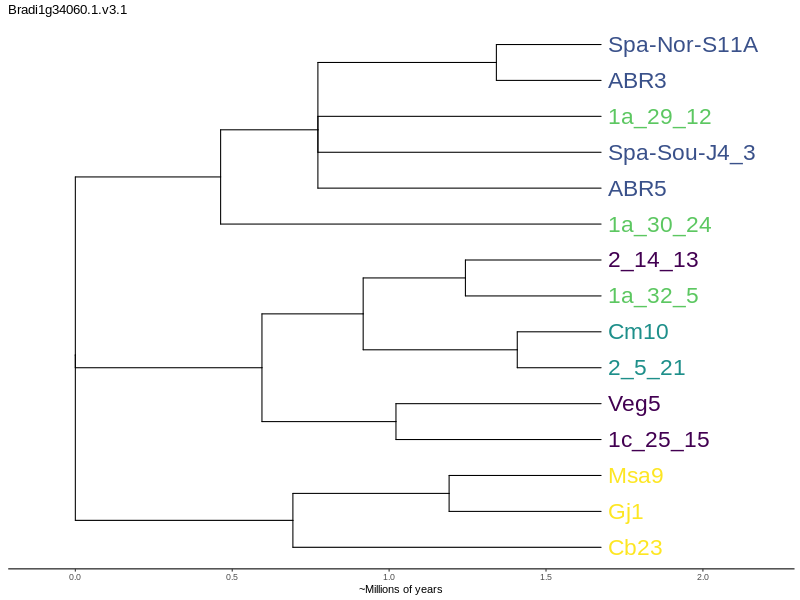 Bradi1g34060.1.v3.1
Spa-Nor-S11A
ABR3
1a_29_12
Spa-Sou-J4_3
ABR5
1a_30_24
2_14_13
1a_32_5
Cm10
2_5_21
Veg5
1c_25_15
Msa9
Gj1
Cb23
0.0 0.5 1.0 1.5 2.0
~Millions of years